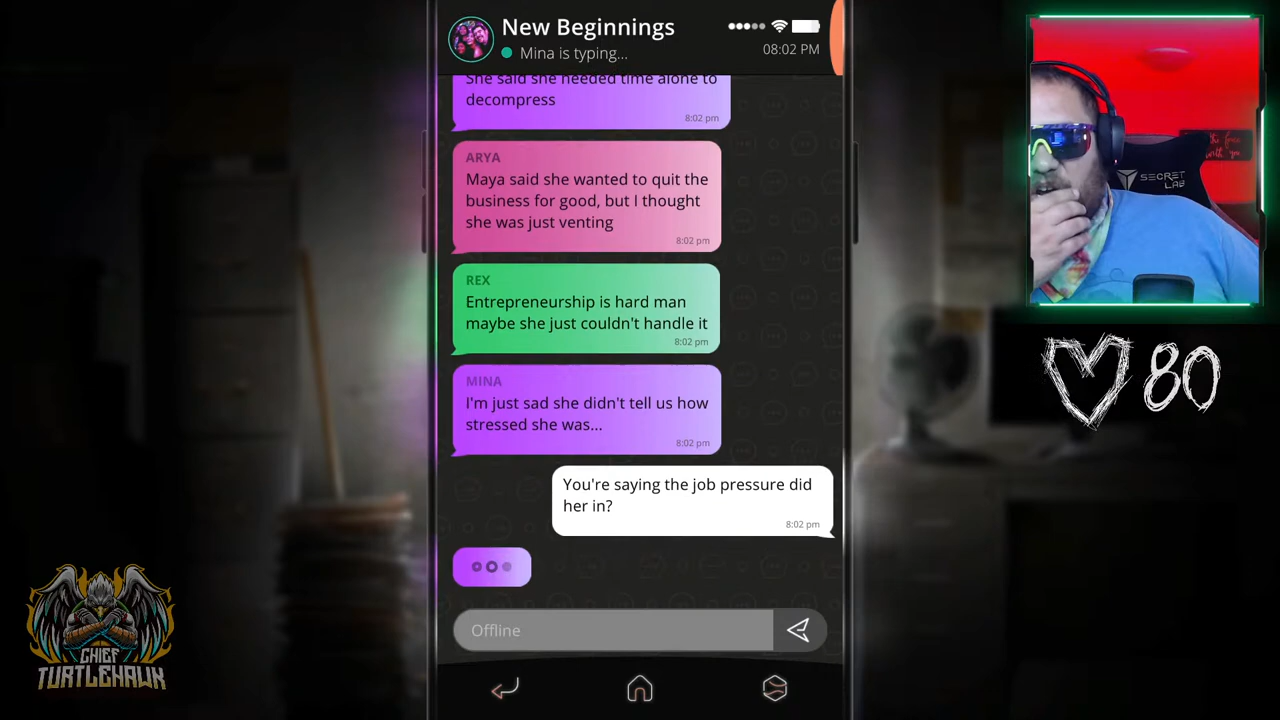 New Beginnings
Mina is typing...
08:02 PM
She said she needed time alone to
decompress
8:02 pm
ARYA
Maya said she wanted to quit the
business for good, but I thought
she was just venting
8:02 pm
REX
Entrepreneurship is hard man
maybe she just couldn't handle it
8:02 pm
MINA
I'm just sad she didn't tell us how
stressed she was...
8:02 pm
You're saying the job pressure did
her in?
8:02 pm
Offline
SECRET
LAB
80
CHIEF
TURTLEHAWK